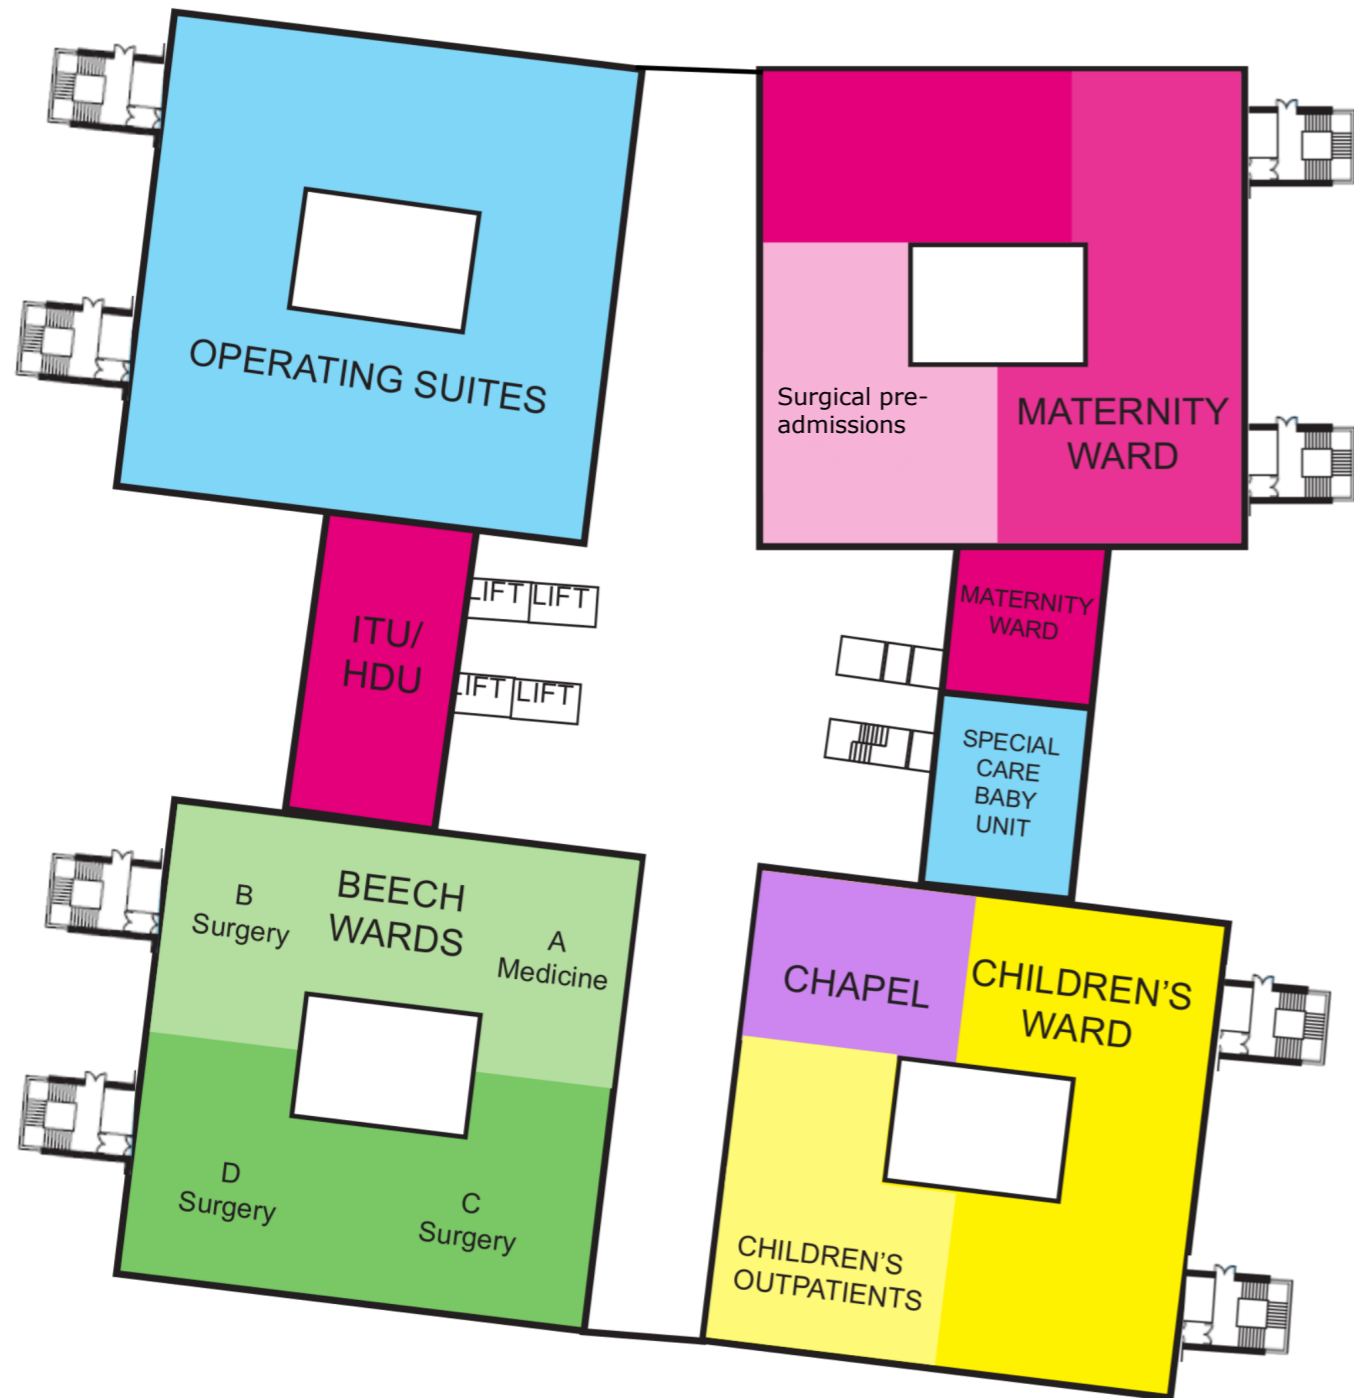 OPERATING SUITES
Surgical pre-
admissions
MATERNITY
WARD
ITU/
HDU
LIFT LIFT
LIFT LIFT
MATERNITY
WARD
SPECIAL
CARE
BABY
UNIT
BEECH
WARDS
B
Surgery
A
Medicine
D
Surgery
C
Surgery
CHAPEL
CHILDREN'S
WARD
CHILDREN'S
OUTPATIENTS